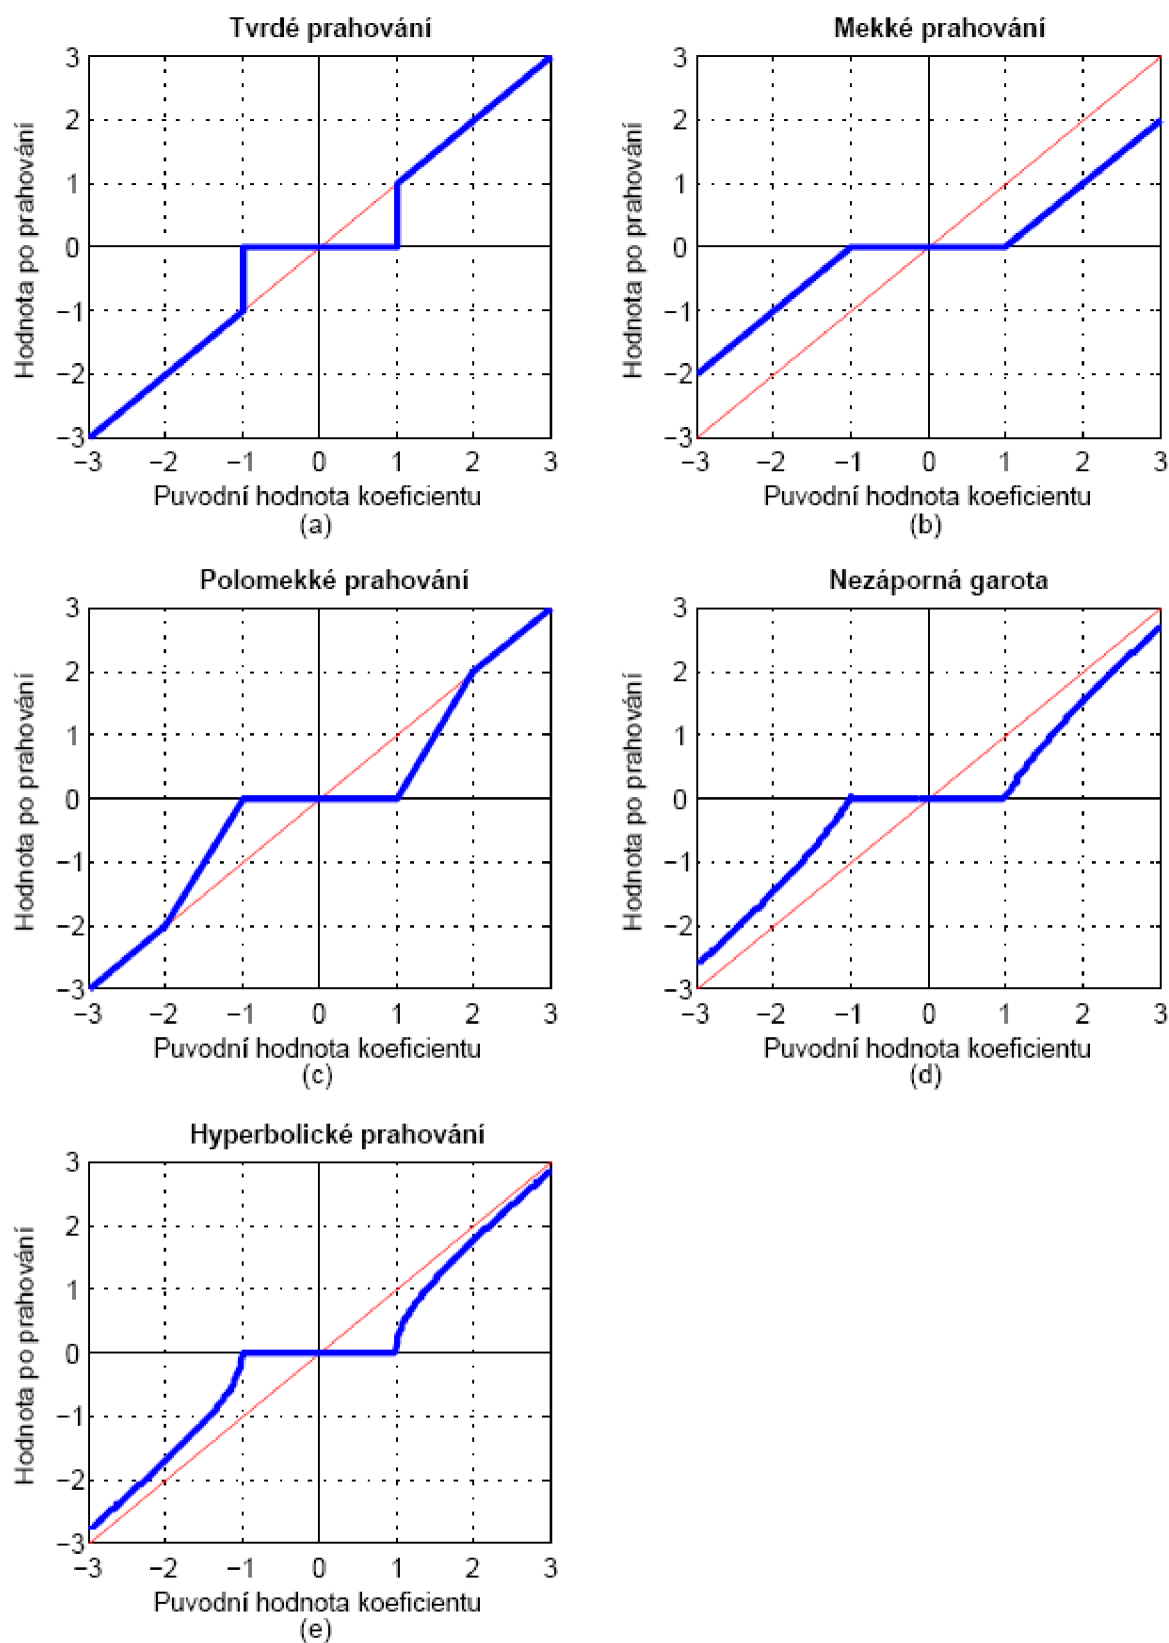 Tvrdé prahování
3
2
1
0
−1
−2
−3
−3 −2 −1 0 1 2 3
Hodnota po prahování
Puvodní hodnota koeficientu
(a)
Mekké prahování
3
2
1
0
−1
−2
−3
−3 −2 −1 0 1 2 3
Hodnota po prahování
Puvodní hodnota koeficientu
(b)
Polomekké prahování
3
2
1
0
−1
−2
−3
−3 −2 −1 0 1 2 3
Hodnota po prahování
Puvodní hodnota koeficientu
(c)
Nezáporná garota
3
2
1
0
−1
−2
−3
−3 −2 −1 0 1 2 3
Hodnota po prahování
Puvodní hodnota koeficientu
(d)
Hyperbolické prahování
3
2
1
0
−1
−2
−3
−3 −2 −1 0 1 2 3
Hodnota po prahování
Puvodní hodnota koeficientu
(e)